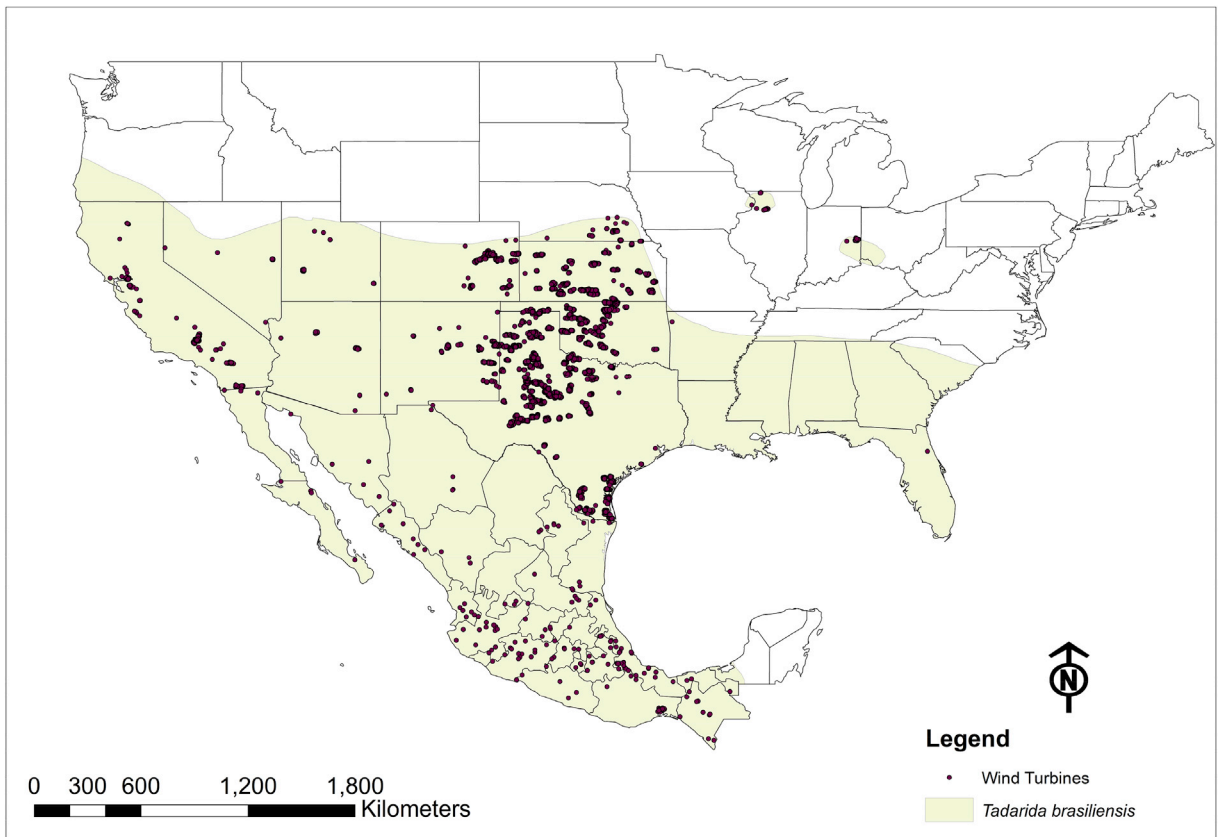 N
Legend
Wind Turbines
Tadarida brasiliensis
0 300 600 1,200 1,800
Kilometers